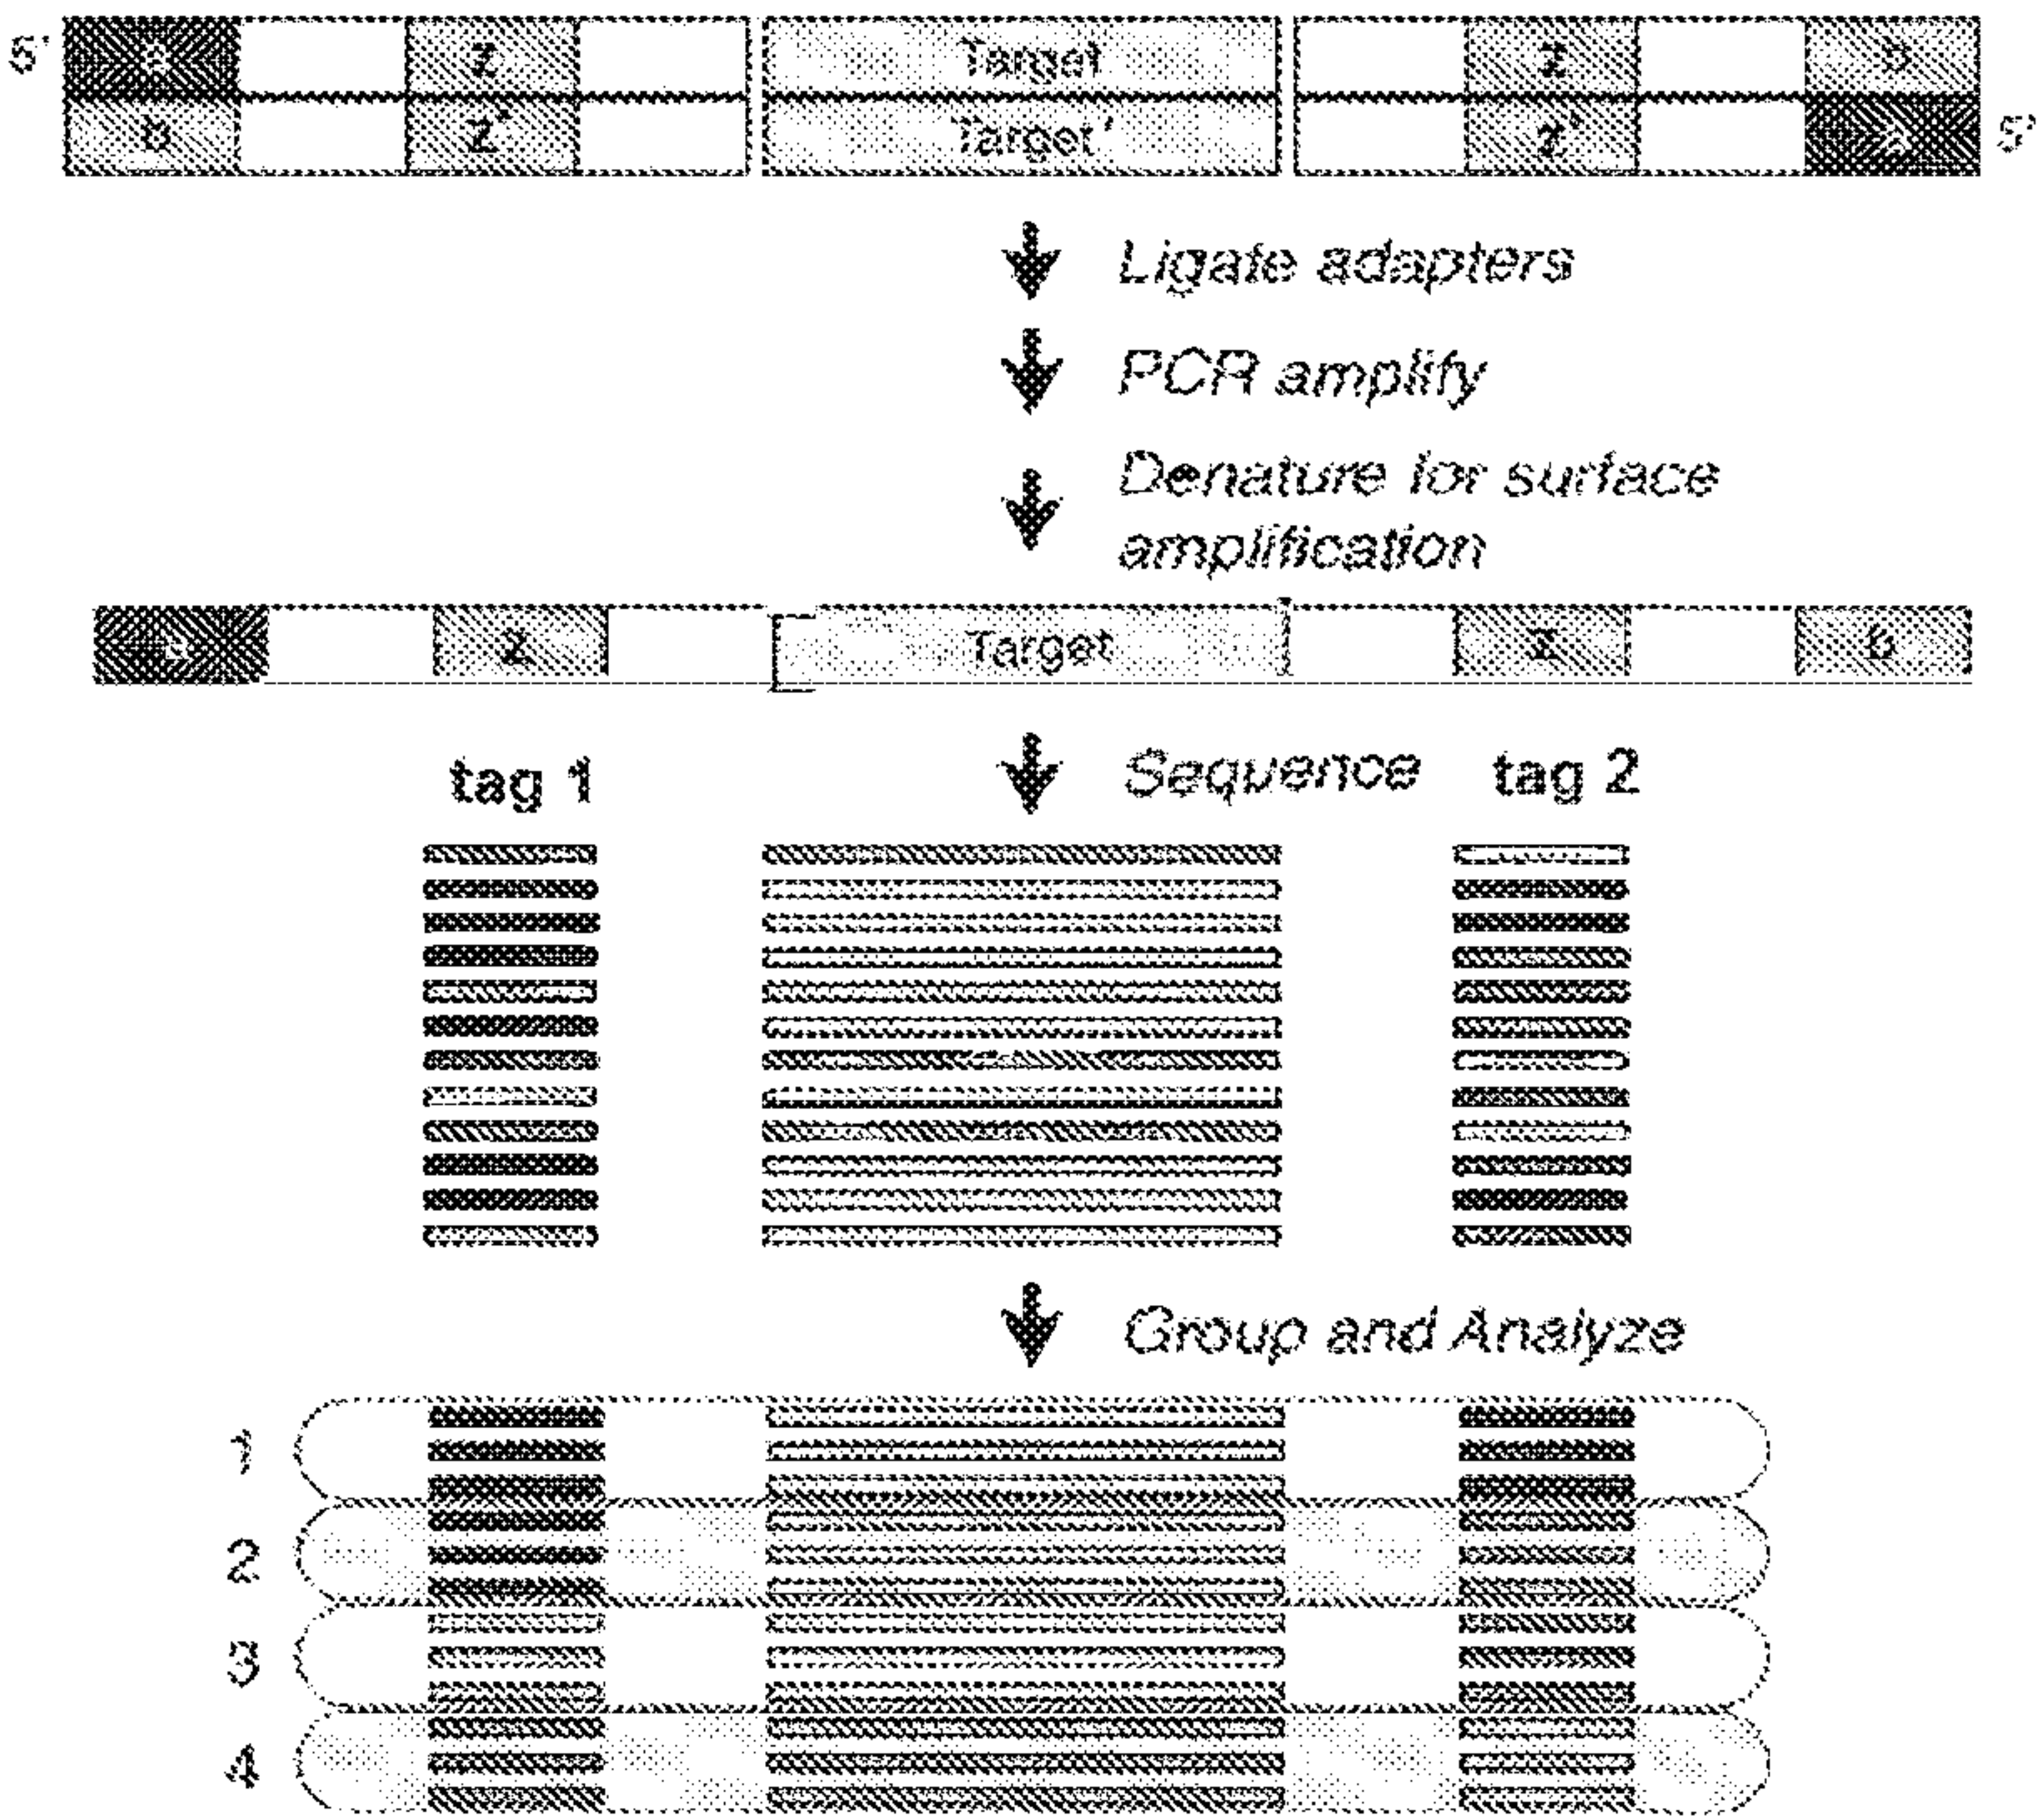 5'
z
Target
z
z'
Target'
z'
5'
Ligate adapters
PCR amplify
Denature for surface
amplification
z
Target
z
tag 1
Sequence
tag 2
Group and Analyze
1
2
3
4